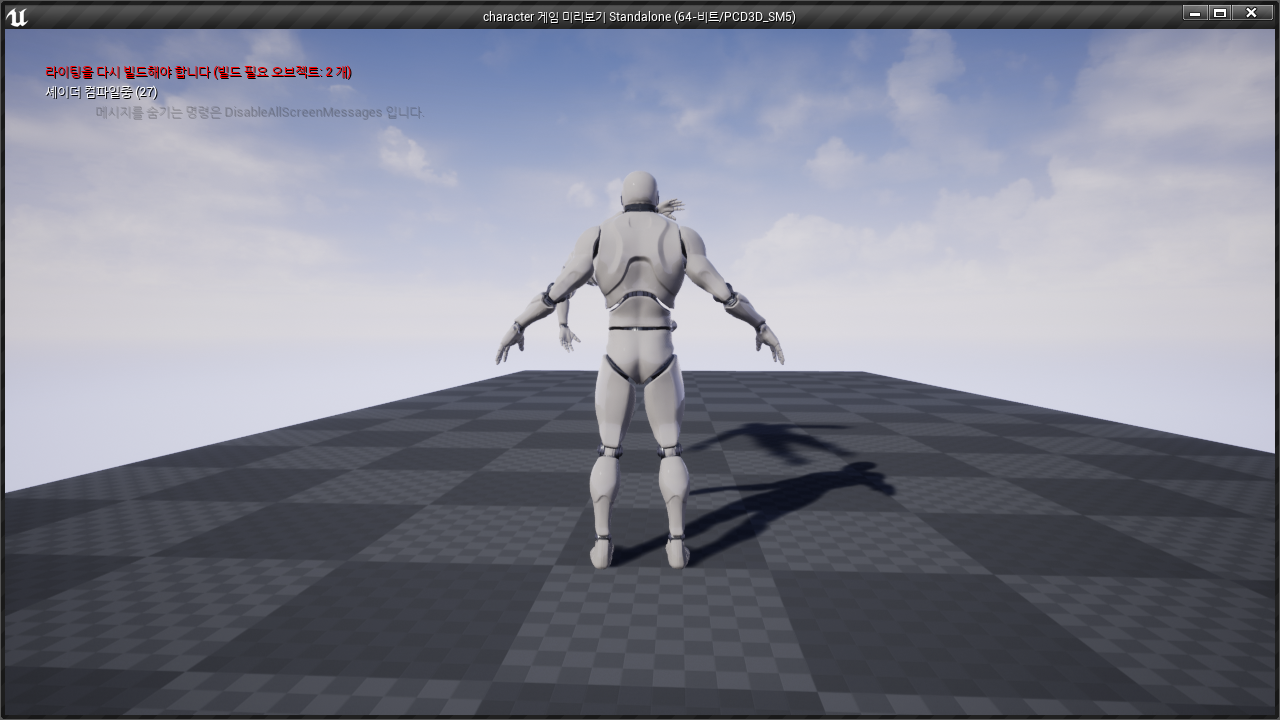 character 게임 미리보기 Standalone (64-비트/PCD3D_SM5)
라이팅을 다시 빌드해야 합니다 (빌드 필요 오브젝트: 2 개)
셰이더 컴파일중 (27)
메시지를 숨기는 명령은 DisableAllScreenMessages 입니다.